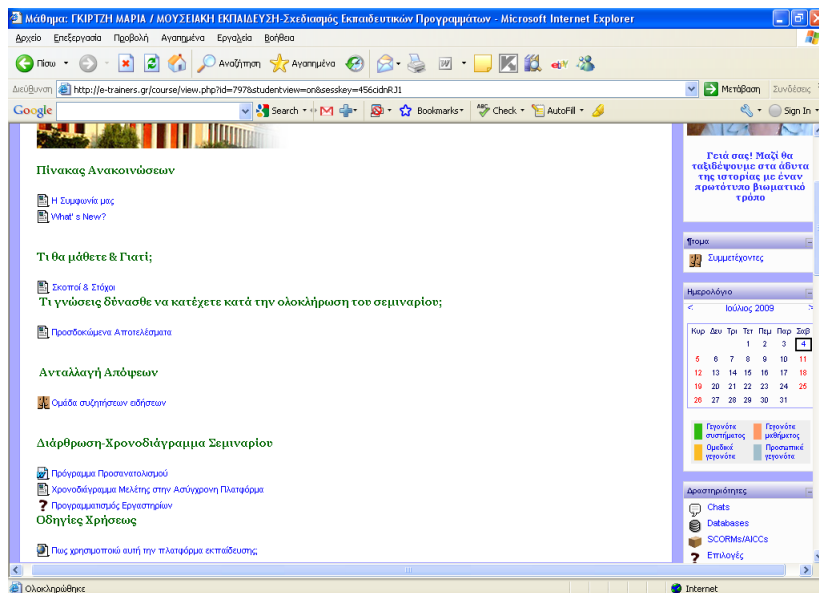 Μάθημα: ΓΚΙΡΤΖΗ ΜΑΡΙΑ / ΜΟΥΣΕΙΑΚΗ ΕΚΠΑΙΔΕΥΣΗ-Σχεδιασμός Εκπαιδευτικών Προγραμμάτων - Microsoft Internet Explorer
Αρχείο Επεξεργασία Προβολή Αγαπημένα Εργαλεία Βοήθεια
Πίσω Αναζήτηση Αγαπημένα
Διεύθυνση http://e-trainers.gr/course/view.php?id=797&studentview=on&sesskey=456cidnRJ1 Μετάβαση Συνδέσεις
Google Search Bookmarks Check AutoFill Sign In
Πίνακας Ανακοινώσεων
Η Συμφωνία μας
What's New?
Τι θα μάθετε & Γιατί;
Σκοποί & Στόχοι
Τι γνώσεις δύνασθε να κατέχετε κατά την ολοκλήρωση του σεμιναρίου;
Προσδοκώμενα Αποτελέσματα
Ανταλλαγή Απόψεων
Ομάδα συζητήσεων ειδήσεων
Διάρθρωση-Χρονοδιάγραμμα Σεμιναρίου
Πρόγραμμα Προσανατολισμού
Χρονοδιάγραμμα Μελέτης στην Ασύγχρονη Πλατφόρμα
Προγραμματισμός Εργαστηρίων
Οδηγίες Χρήσεως
Πως χρησιμοποιώ αυτή την πλατφόρμα εκπαίδευσης;
Γειά σας! Μαζί θα
ταξιδέψουμε στα άδυτα
της ιστορίας με έναν
πρωτότυπο βιωματικό
τρόπο
¶τομα
Συμμετέχοντες
Ημερολόγιο
< Ιούλιος 2009 >
Κυρ Δευ Τρι Τετ Πεμ Παρ Σαβ
1 2 3 4
5 6 7 8 9 10 11
12 13 14 15 16 17 18
19 20 21 22 23 24 25
26 27 28 29 30 31
Γεγονότα Γεγονότα
συστήματος μαθήματος
Ομαδικά Προσωπικά
γεγονότα γεγονότα
Δραστηριότητες
Chats
Databases
SCORMs/AICCs
Επιλογές
Ολοκληρώθηκε Internet